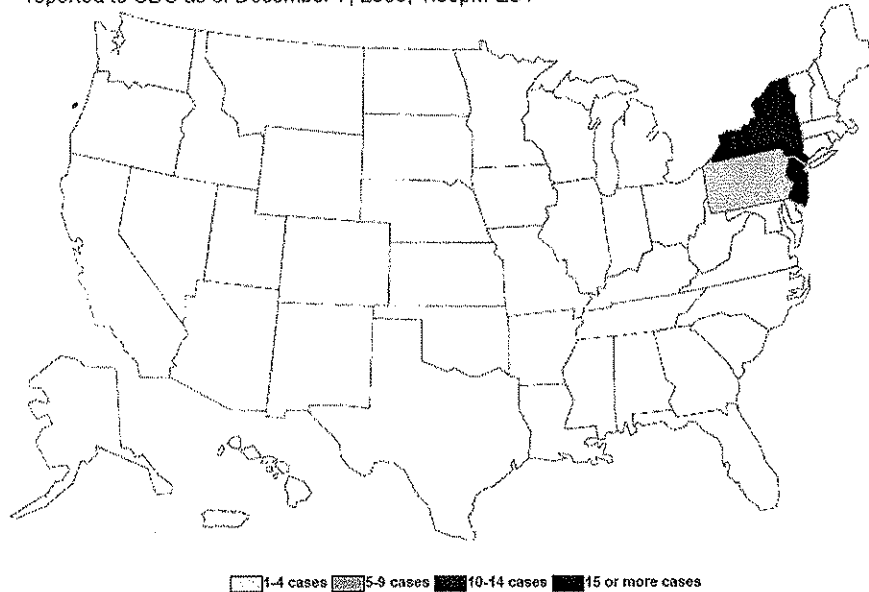 reported to CDC as of December
1-4 cases 5-9 cases 10-14 cases 15 or more cases